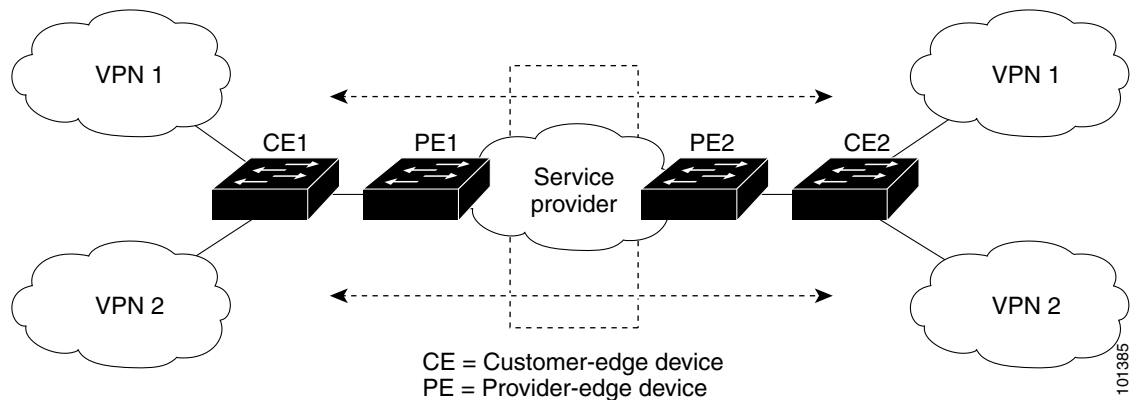 VPN 1
VPN 1
CE1
PE1
PE2
CE2
Service
provider
VPN 2
VPN 2
CE = Customer-edge device
PE = Provider-edge device
101385